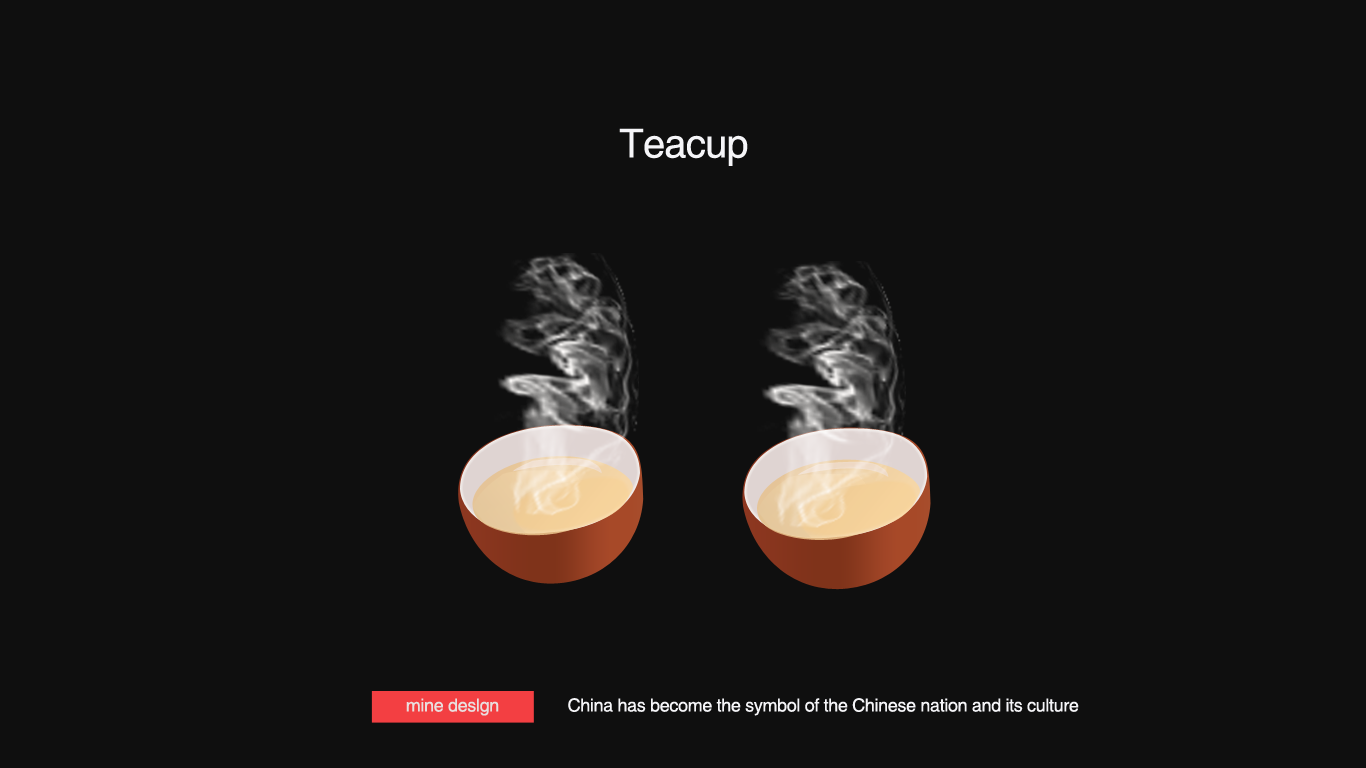 Teacup
mine design
China has become the symbol of the Chinese nation and its culture